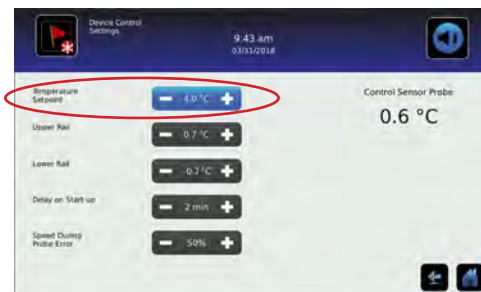 Device Control
Settings
9:43 am
03/31/2018
Temperature
Setpoint
4.0 °C
Control Sensor Probe
0.6 °C
Upper Rail
0.7 °C
Lower Rail
-0.7 °C
Delay on Start-up
2 min
Speed During
Probe Error
50%